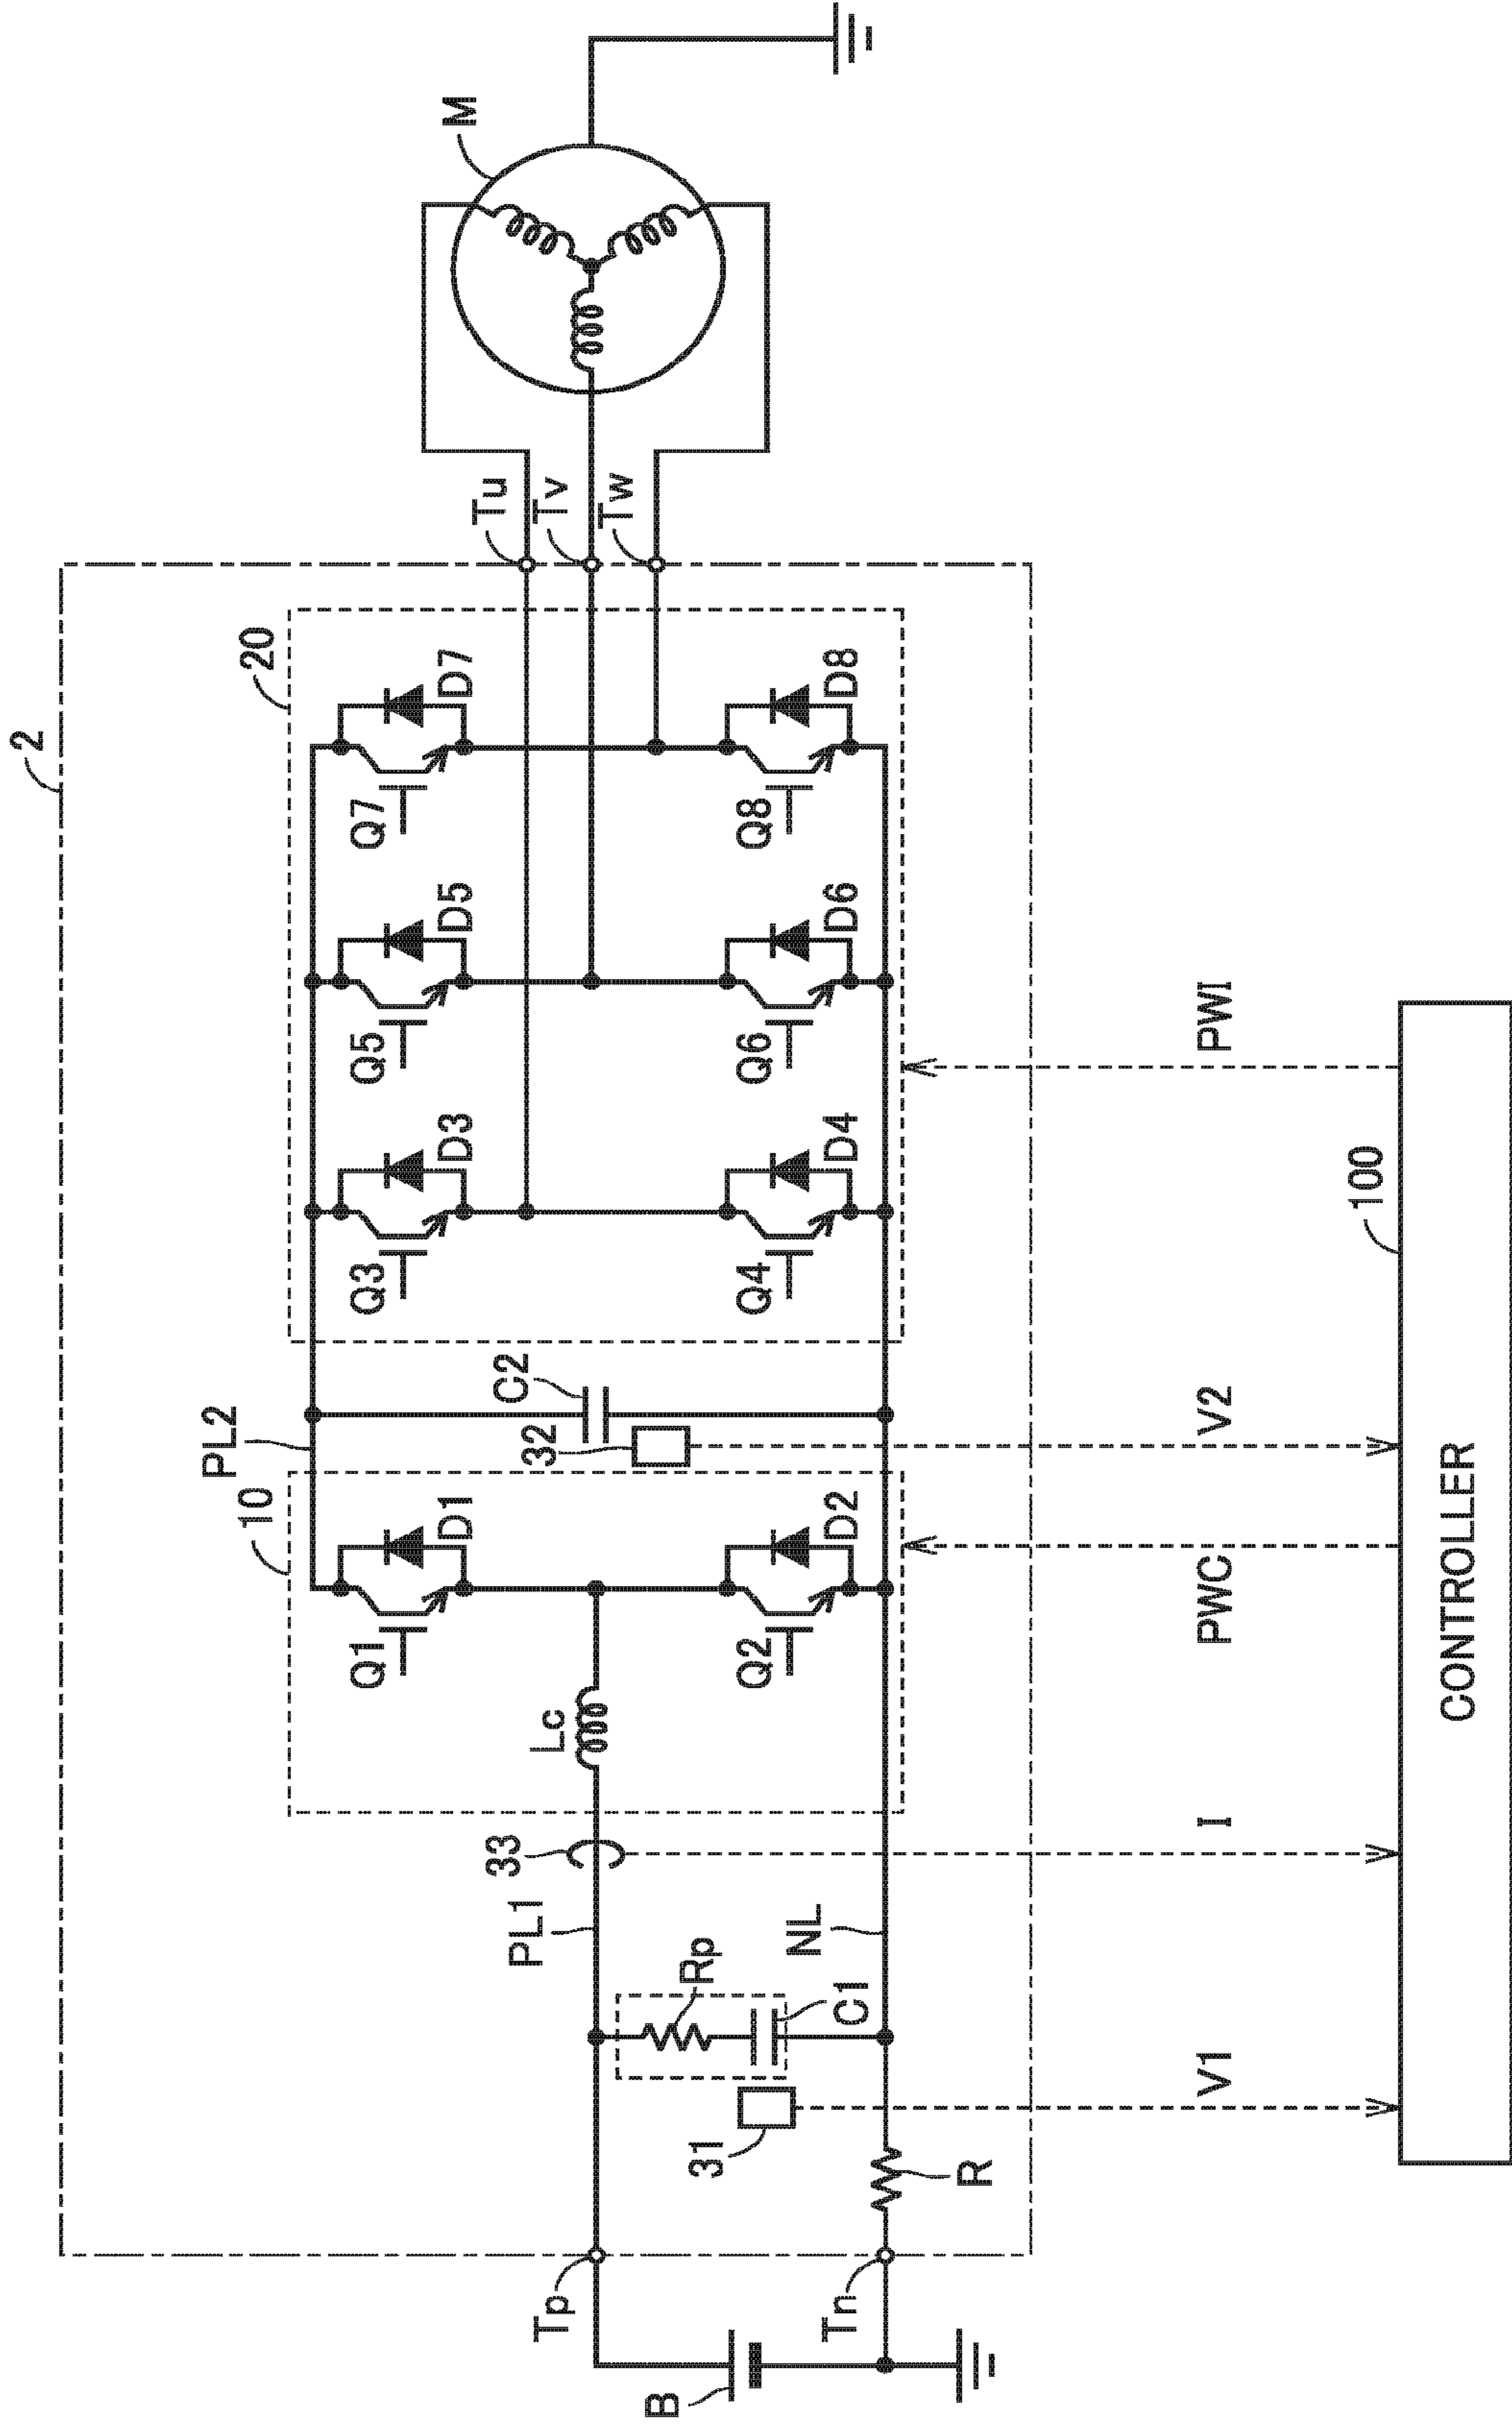 2
PL2
10
20
Q1
D1
Q3
D3
Q5
D5
Q7
D7
Tp
PL1
33
Lc
C2
32
Tu
Tv
Tw
M
B
31
Rp
C1
NL
Q2
D2
Q4
D4
Q6
D6
Q8
D8
Tn
R
V1
I
PWC
V2
PWI
100
CONTROLLER